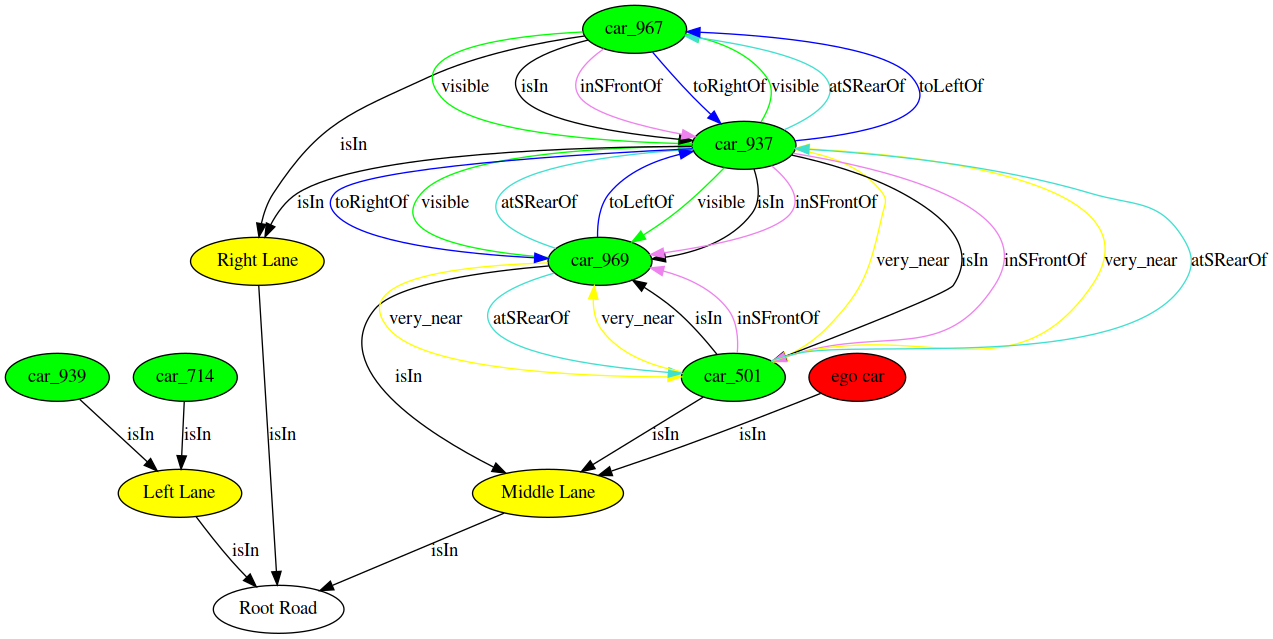 car_967
visible
isIn
inSFrontOf
toRightOf
visible
atSRearOf
toLeftOf
isIn
car_937
isIn
toRightOf
visible
atSRearOf
toLeftOf
visible
isIn
inSFrontOf
Right Lane
car_969
very_near
isIn
inSFrontOf
very_near
atSRearOf
very_near
atSRearOf
very_near
isIn
inSFrontOf
car_939
car_714
isIn
car_501
ego car
isIn
isIn
isIn
isIn
isIn
Left Lane
Middle Lane
isIn
isIn
Root Road